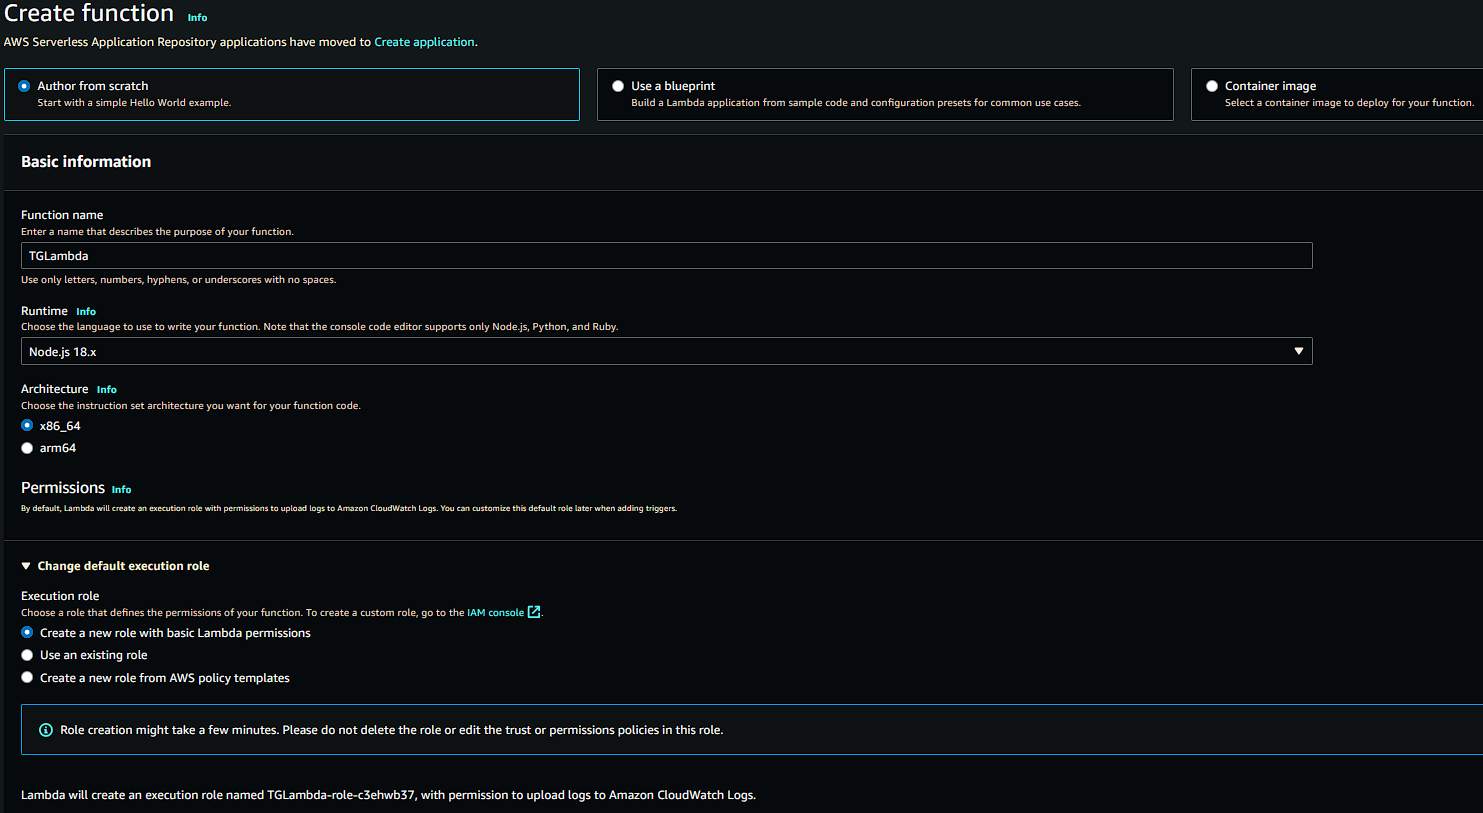 Create function Info
AWS Serverless Application Repository applications have moved to Create application.
Author from scratch
Start with a simple Hello World example.
Use a blueprint
Build a Lambda application from sample code and configuration presets for common use cases.
Container image
Select a container image to deploy for your function.
Basic information
Function name
Enter a name that describes the purpose of your function.
TGLambda
Use only letters, numbers, hyphens, or underscores with no spaces.
Runtime Info
Choose the language to use to write your function. Note that the console code editor supports only Node.js, Python, and Ruby.
Node.js 18.x
Architecture Info
Choose the instruction set architecture you want for your function code.
x86_64
arm64
Permissions Info
By default, Lambda will create an execution role with permissions to upload logs to Amazon CloudWatch Logs. You can customize this default role later when adding triggers.
Change default execution role
Execution role
Choose a role that defines the permissions of your function. To create a custom role, go to the IAM console.
Create a new role with basic Lambda permissions
Use an existing role
Create a new role from AWS policy templates
Role creation might take a few minutes. Please do not delete the role or edit the trust or permissions policies in this role.
Lambda will create an execution role named TGLambda-role-c3ehwb37, with permission to upload logs to Amazon CloudWatch Logs.